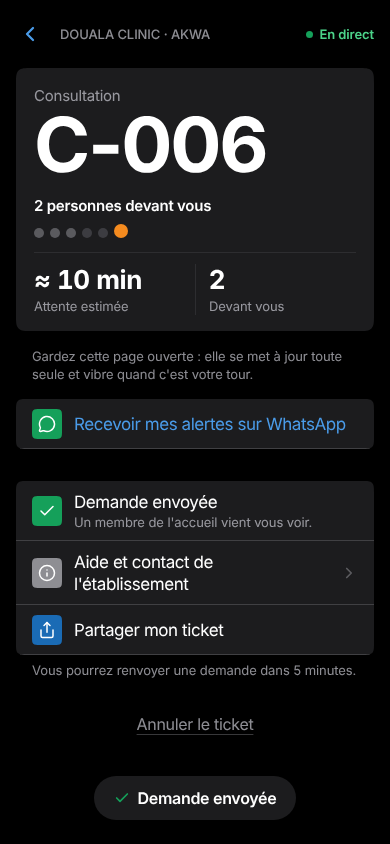 DOUALA CLINIC · AKWA
En direct
Consultation
C-006
2 personnes devant vous
≈ 10 min
Attente estimée
2
Devant vous
Gardez cette page ouverte : elle se met à jour toute
seule et vibre quand c'est votre tour.
Recevoir mes alertes sur WhatsApp
Demande envoyée
Un membre de l'accueil vient vous voir.
Aide et contact de
l'établissement
Partager mon ticket
Vous pourrez renvoyer une demande dans 5 minutes.
Annuler le ticket
Demande envoyée